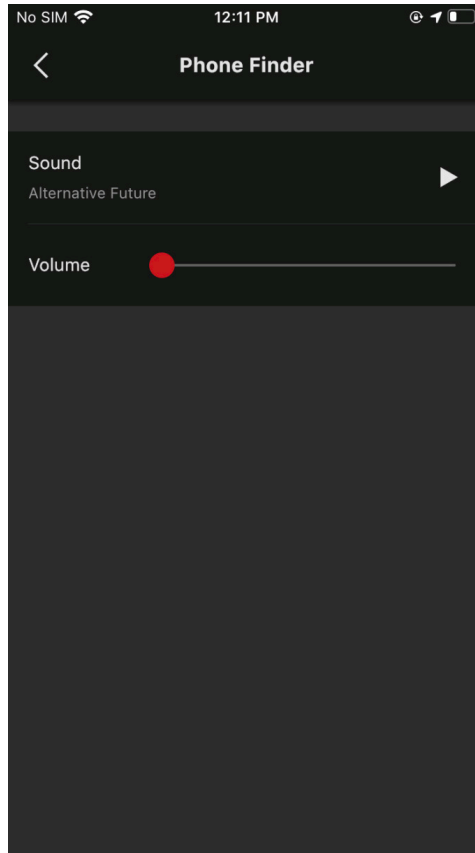 No SIM
12:11 PM
Phone Finder
Sound
Alternative Future
Volume